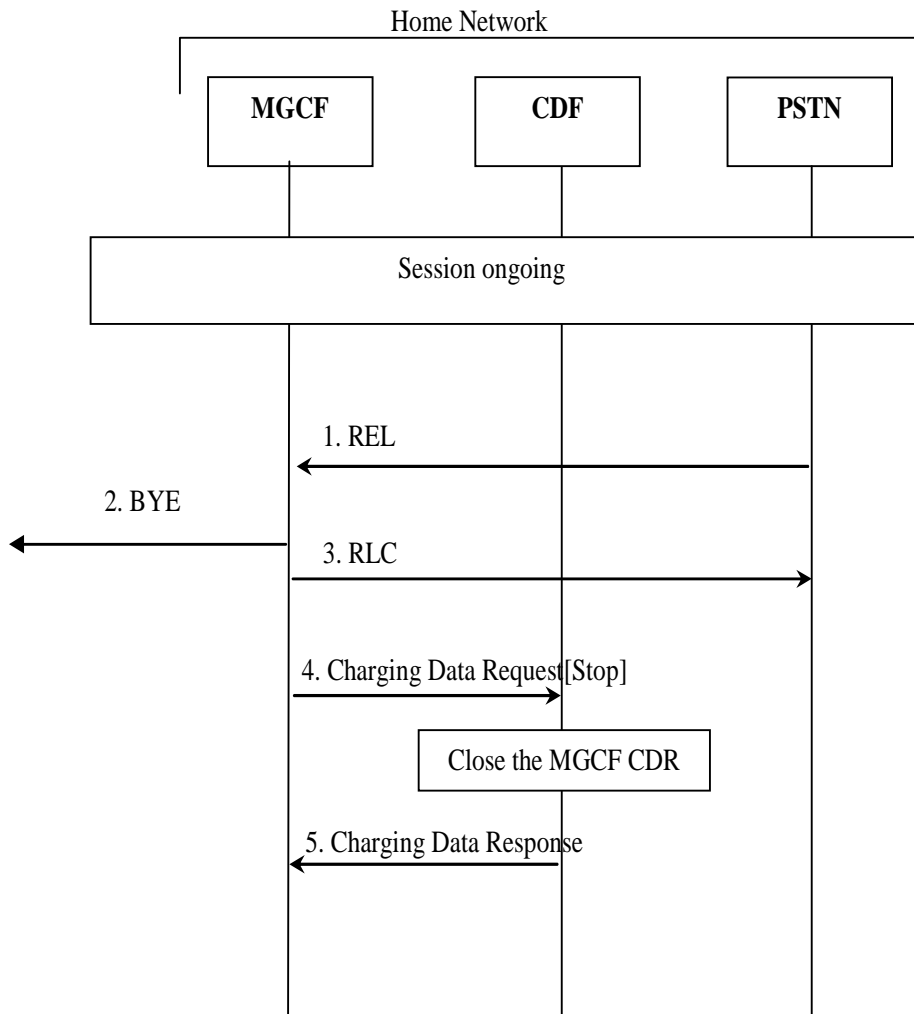 Home Network
MGCF
CDF
PSTN
Session ongoing
1. REL
2. BYE
3. RLC
4. Charging Data Request[Stop]
Close the MGCF CDR
5. Charging Data Response